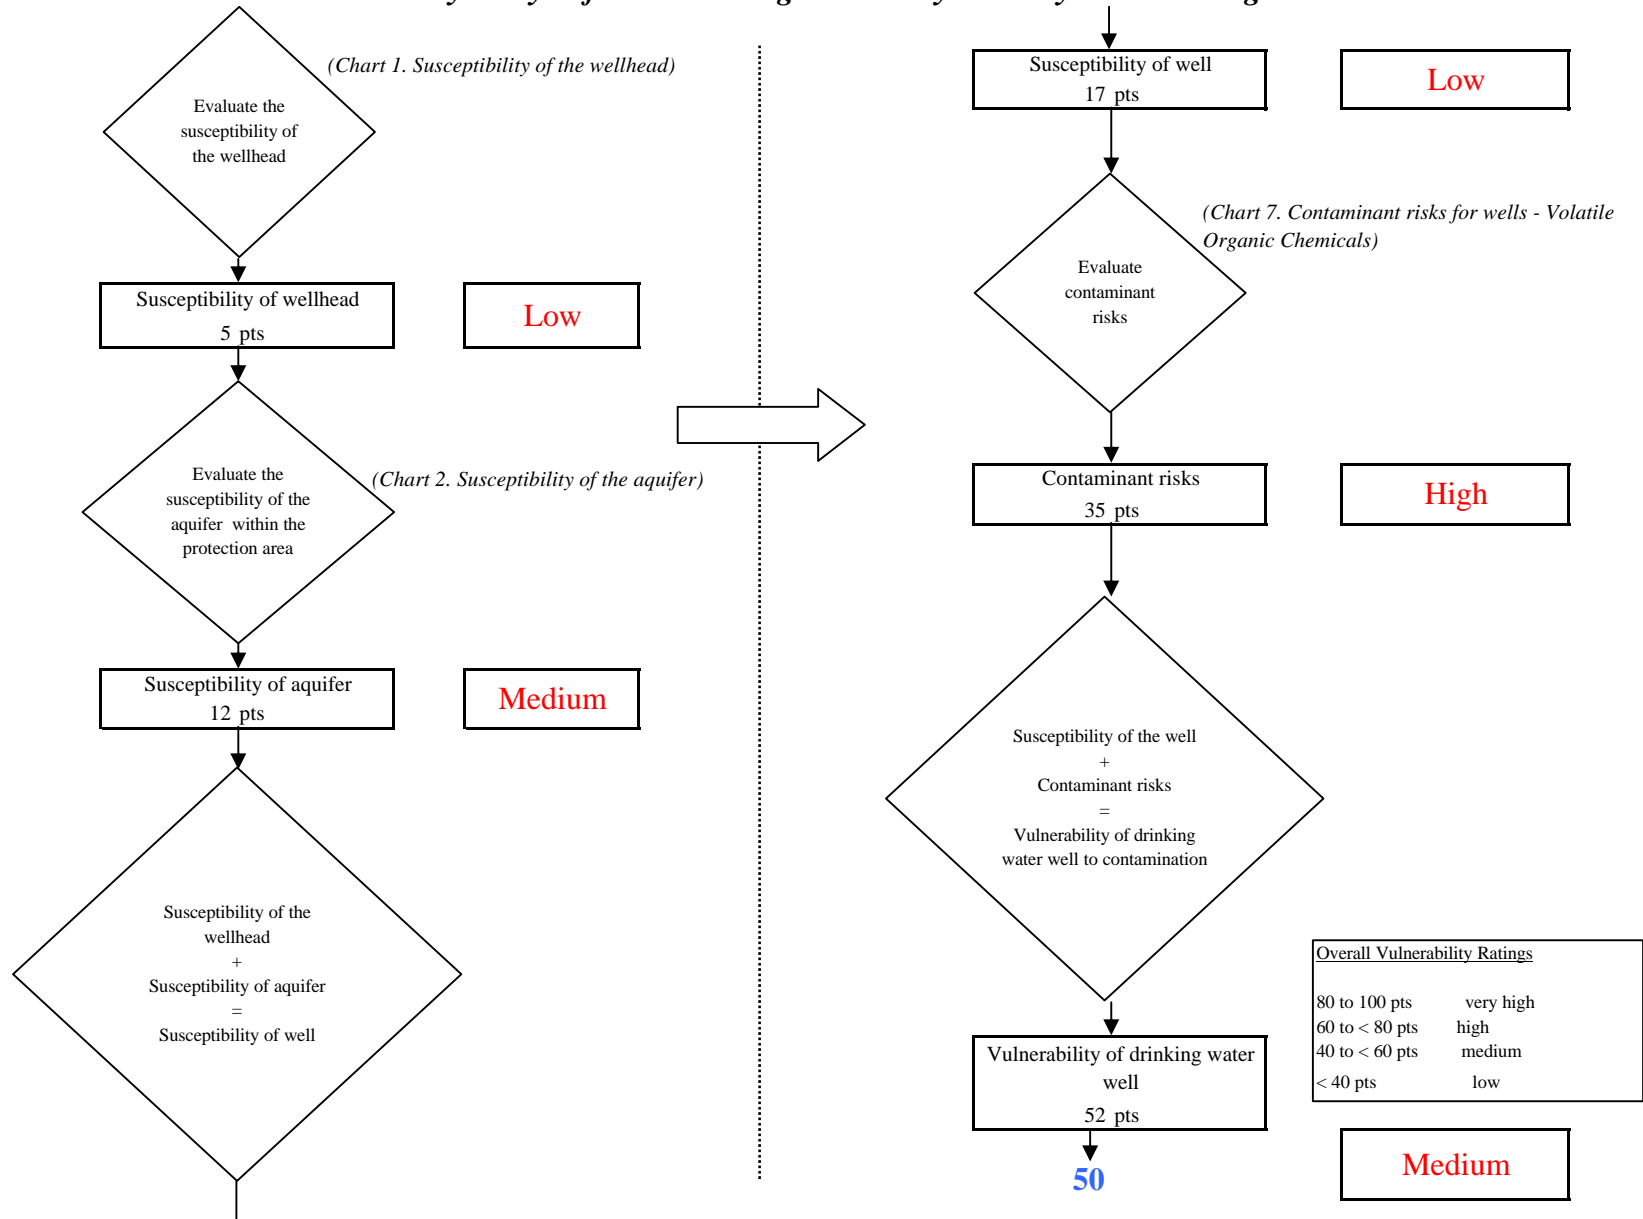 (Chart 1. Susceptibility of the wellhead)
Evaluate the
susceptibility of
the wellhead
Susceptibility of wellhead
5 pts
Low
Evaluate the
susceptibility of the
aquifer within the
protection area
(Chart 2. Susceptibility of the aquifer)
Susceptibility of aquifer
12 pts
Medium
Susceptibility of the
wellhead
+
Susceptibility of aquifer
=
Susceptibility of well
Susceptibility of well
17 pts
Low
(Chart 7. Contaminant risks for wells - Volatile
Organic Chemicals)
Evaluate
contaminant
risks
Contaminant risks
35 pts
High
Susceptibility of the well
+
Contaminant risks
=
Vulnerability of drinking
water well to contamination
Overall Vulnerability Ratings
80 to 100 pts very high
60 to < 80 pts high
40 to < 60 pts medium
< 40 pts low
Vulnerability of drinking water
well
52 pts
50
Medium